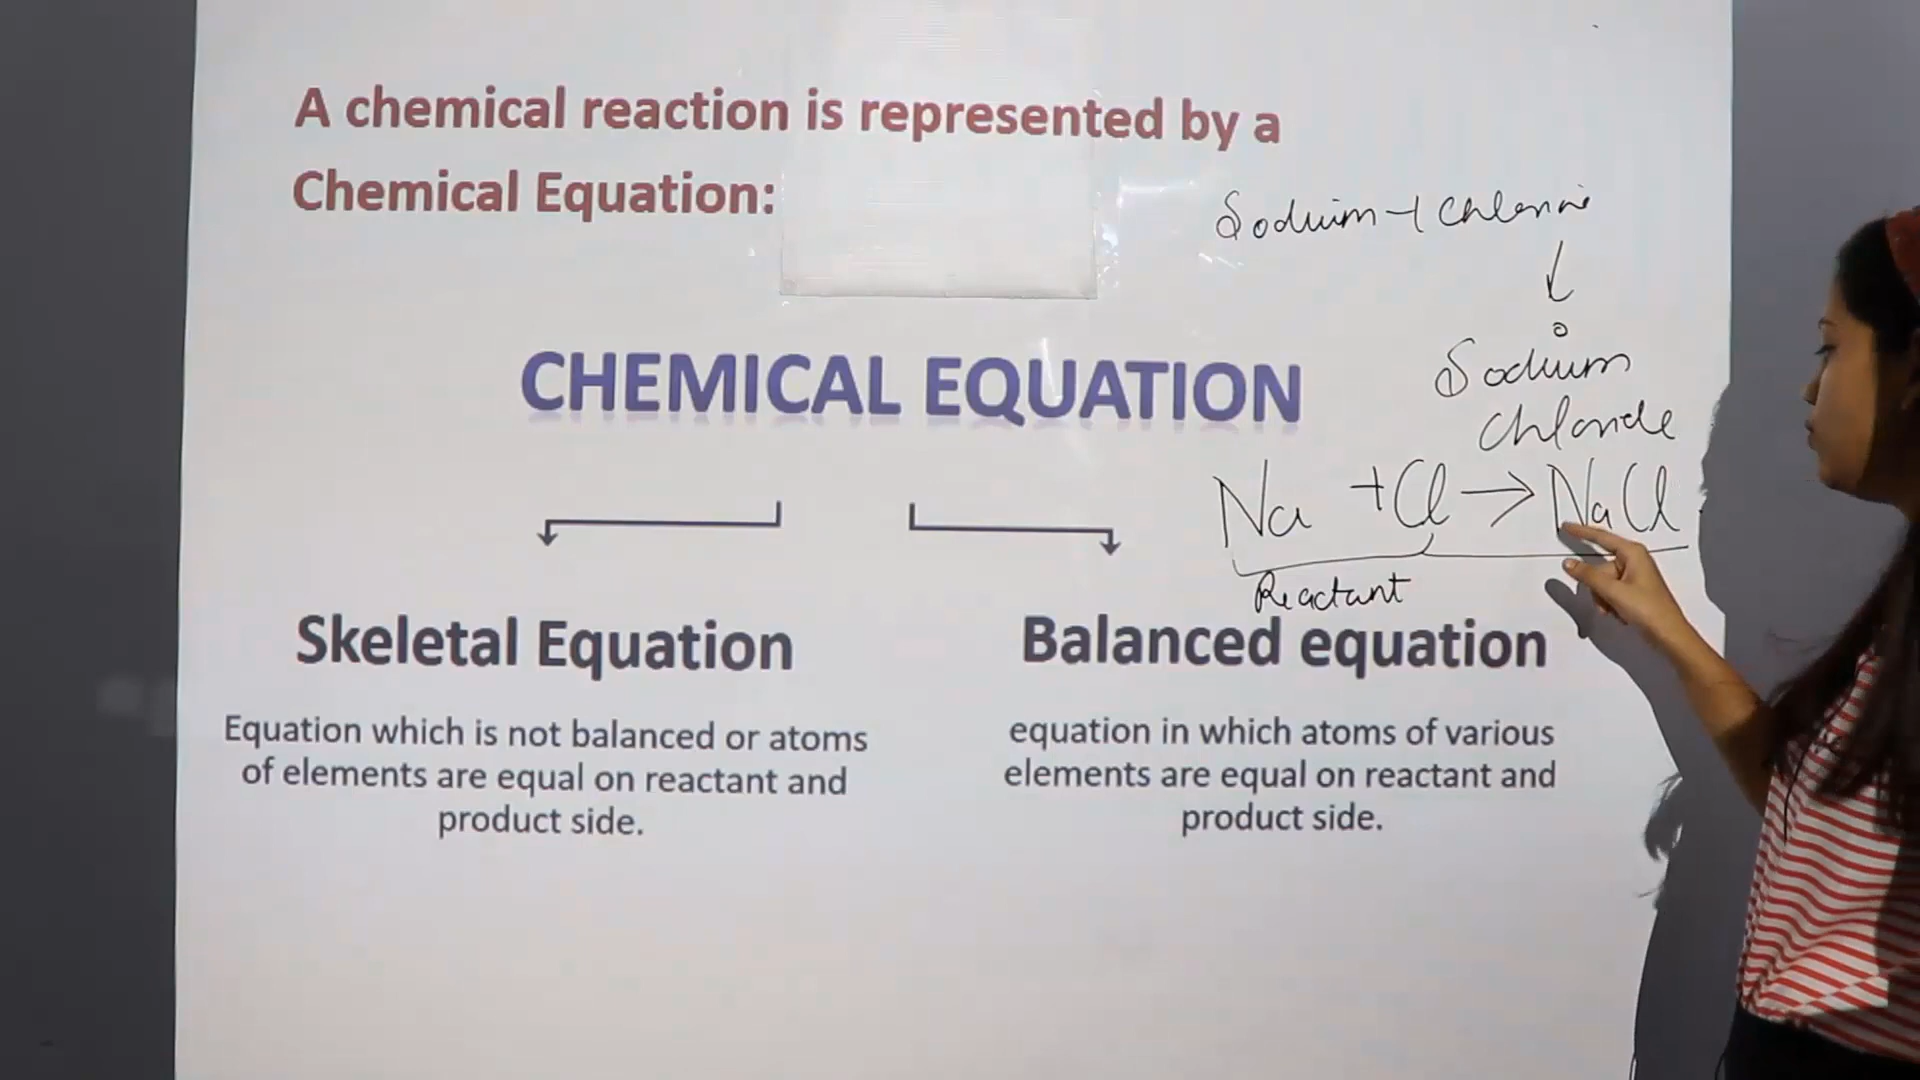 A chemical reaction is represented by a
Chemical Equation:
Sodium + Chlorine
↓
Sodium
Chloride
CHEMICAL EQUATION
Na + Cl → NaCl
Reactant
Skeletal Equation
Equation which is not balanced or atoms
of elements are equal on reactant and
product side.
Balanced equation
equation in which atoms of various
elements are equal on reactant and
product side.